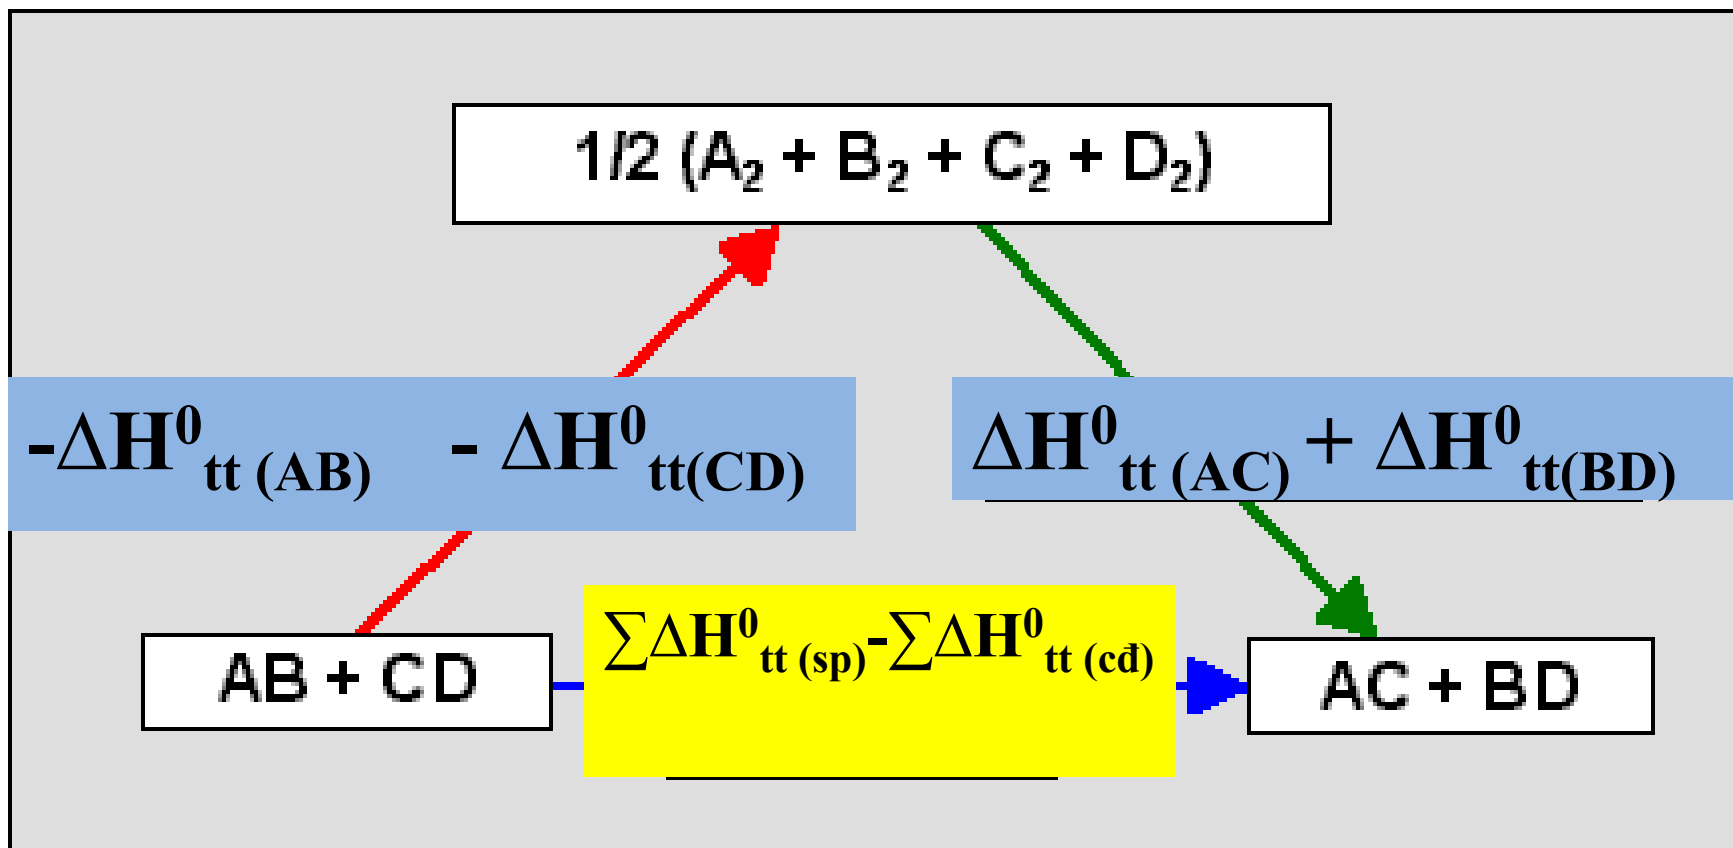 1/2 (A₂ + B₂ + C₂ + D₂)
-ΔH⁰tt (AB) - ΔH⁰tt(CD)
ΔH⁰tt (AC) + ΔH⁰tt(BD)
∑ΔH⁰tt (sp)-∑ΔH⁰tt (cđ)
AB + CD
AC + BD